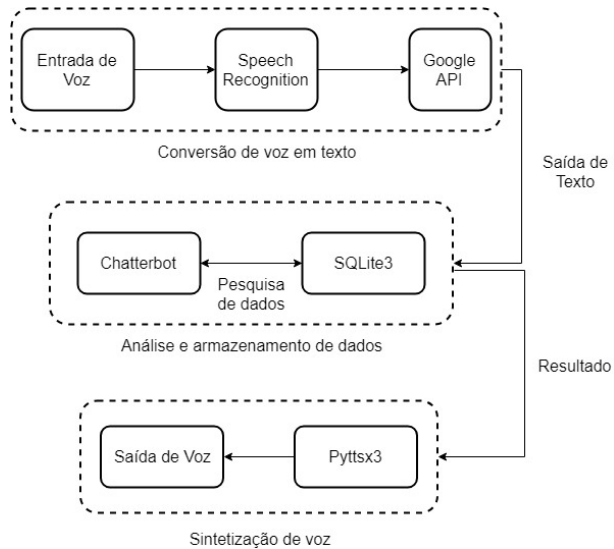 Entrada de
Voz
Speech
Recognition
Google
API
Conversão de voz em texto
Saída de
Texto
Chatterbot
Pesquisa
de dados
SQLite3
Análise e armazenamento de dados
Resultado
Saída de Voz
Pyttsx3
Sintetização de voz